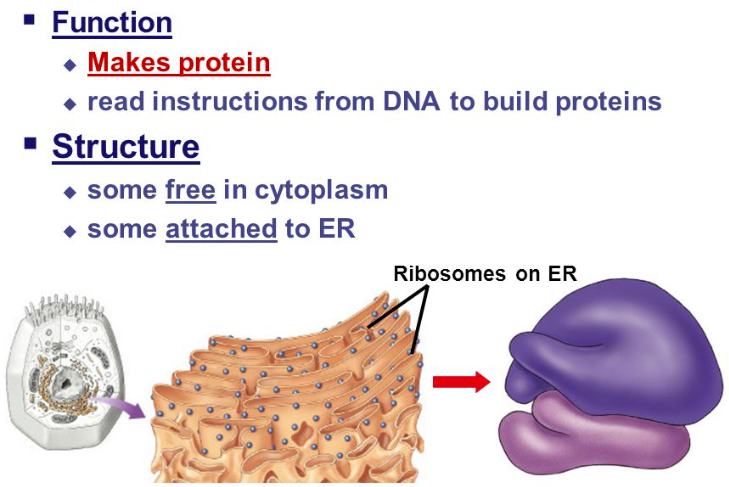 Function
Makes protein
read instructions from DNA to build proteins
Structure
some free in cytoplasm
some attached to ER
Ribosomes on ER